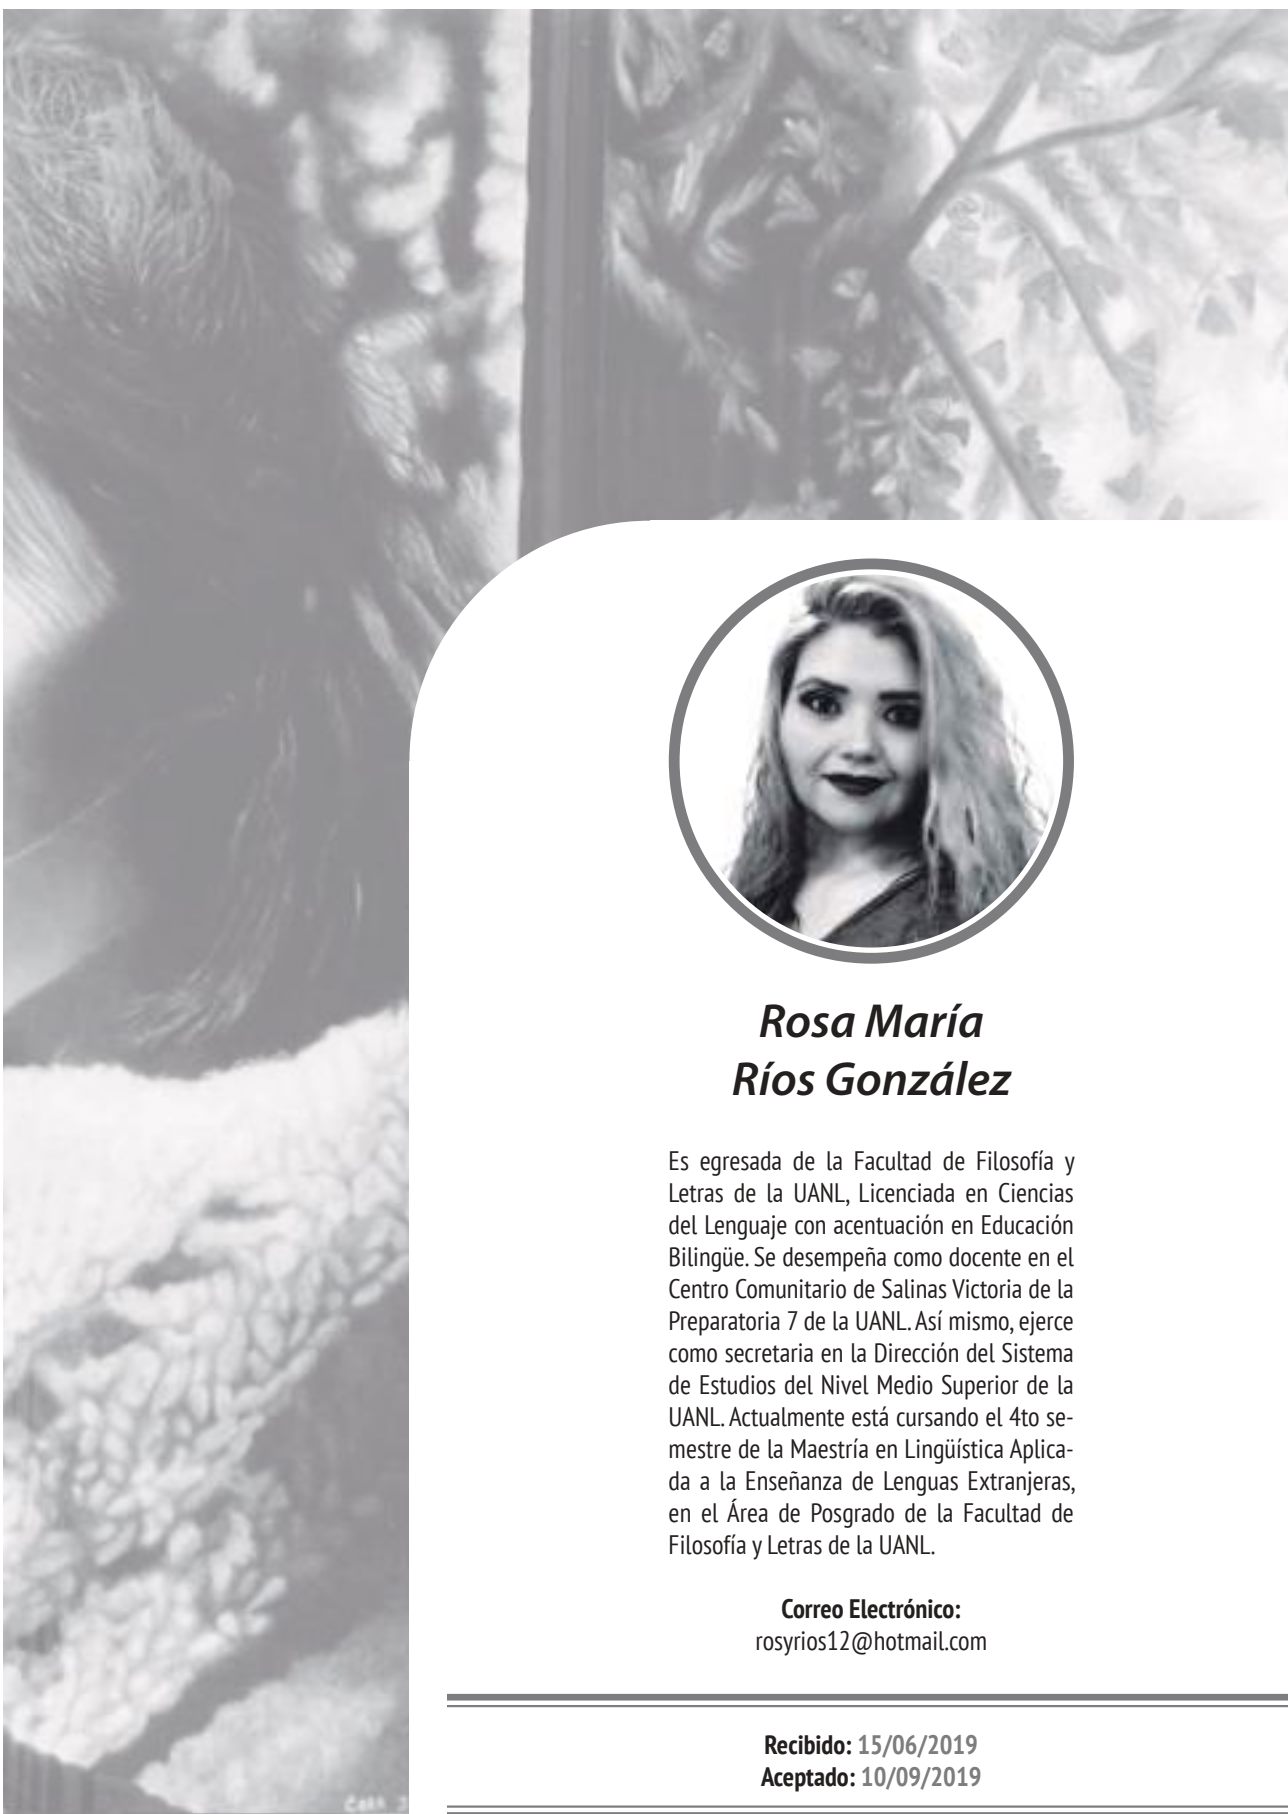 Rosa María
Ríos González
Es egresada de la Facultad de Filosofía y
Letras de la UANL, Licenciada en Ciencias
del Lenguaje con acentuación en Educación
Bilingüe. Se desempeña como docente en el
Centro Comunitario de Salinas Victoria de la
Preparatoria 7 de la UANL. Así mismo, ejerce
como secretaria en la Dirección del Sistema
de Estudios del Nivel Medio Superior de la
UANL. Actualmente está cursando el 4to se-
mestre de la Maestría en Lingüística Aplica-
da a la Enseñanza de Lenguas Extranjeras,
en el Área de Posgrado de la Facultad de
Filosofía y Letras de la UANL.
Correo Electrónico:
rosyrios12@hotmail.com
Recibido: 15/06/2019
Aceptado: 10/09/2019